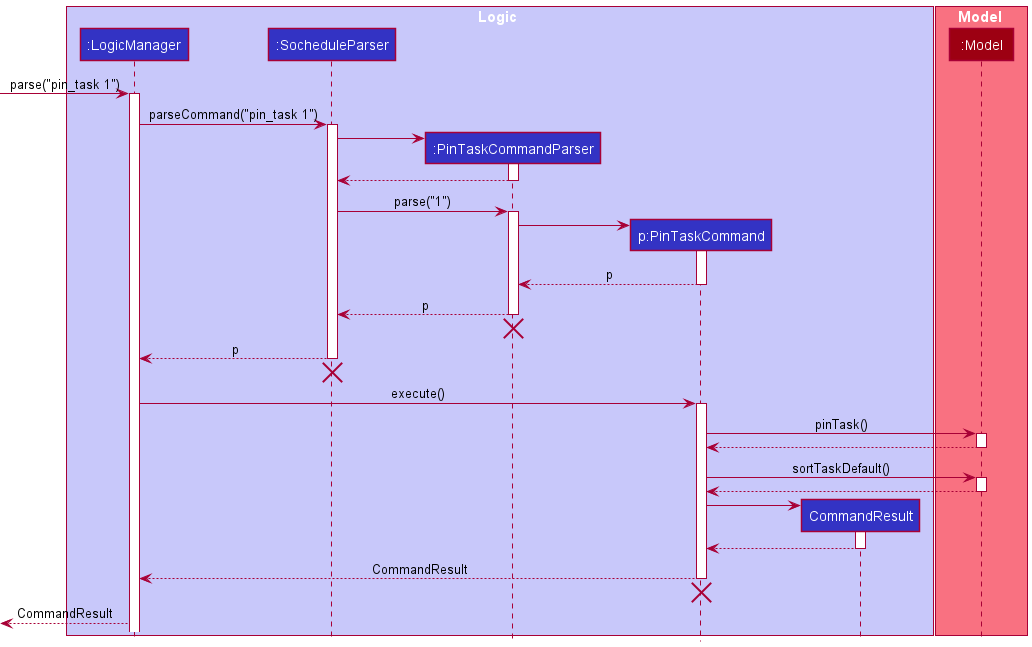 Logic
Model
:LogicManager
:SocheduleParser
:Model
parse("pin_task 1")
parseCommand("pin_task 1")
:PinTaskCommandParser
parse("1")
p:PinTaskCommand
p
p
p
execute()
pinTask()
sortTaskDefault()
CommandResult
CommandResult
CommandResult